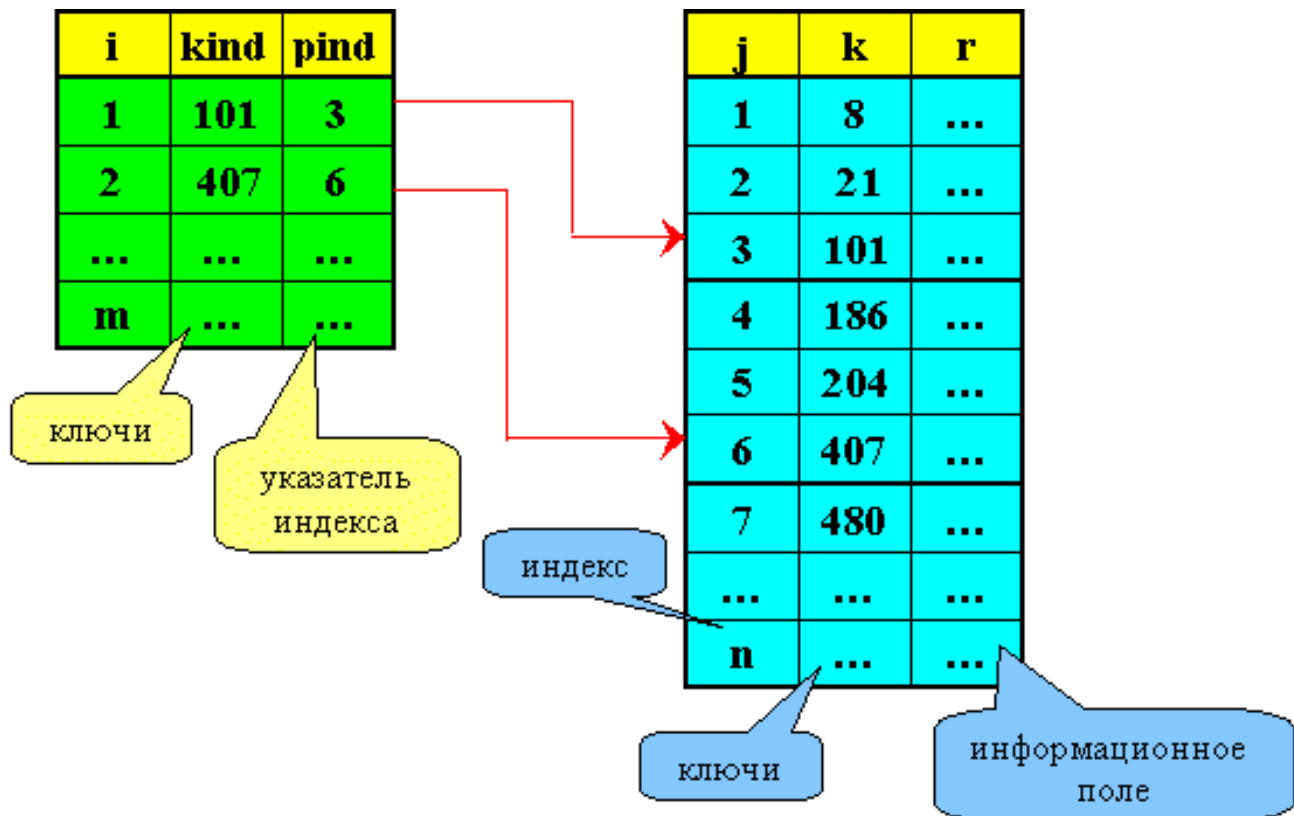 i kind pind
1 101 3
2 407 6
... ... ...
m ... ...
ключи
указатель
индекса
j k r
1 8 ...
2 21 ...
3 101 ...
4 186 ...
5 204 ...
6 407 ...
7 480 ...
... ... ...
n ... ...
индекс
ключи
информационное
поле